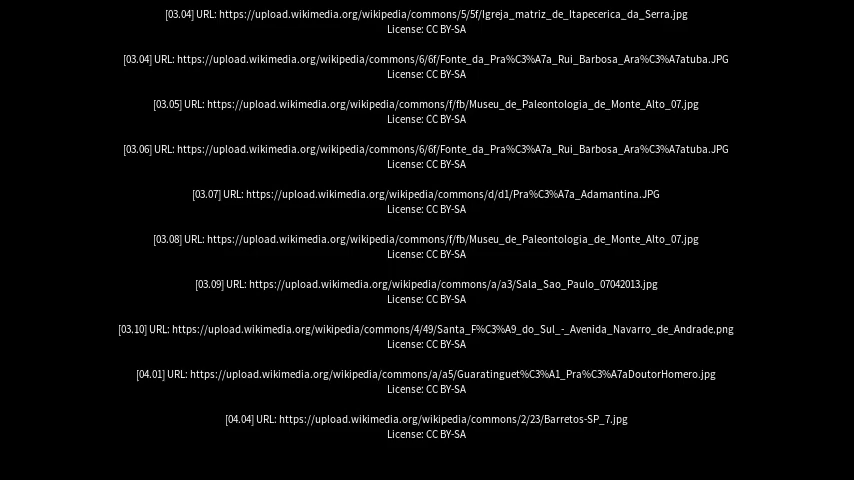 [03.04] URL: https://upload.wikimedia.org/wikipedia/commons/5/5f/Igreja_matriz_de_Itapecerica_da_Serra.jpg
License: CC BY-SA
[03.04] URL: https://upload.wikimedia.org/wikipedia/commons/6/6f/Fonte_da_Pra%C3%A7a_Rui_Barbosa_Ara%C3%A7atuba.JPG
License: CC BY-SA
[03.05] URL: https://upload.wikimedia.org/wikipedia/commons/f/fb/Museu_de_Paleontologia_de_Monte_Alto_07.jpg
License: CC BY-SA
[03.06] URL: https://upload.wikimedia.org/wikipedia/commons/6/6f/Fonte_da_Pra%C3%A7a_Rui_Barbosa_Ara%C3%A7atuba.JPG
License: CC BY-SA
[03.07] URL: https://upload.wikimedia.org/wikipedia/commons/d/d1/Pra%C3%A7a_Adamantina.JPG
License: CC BY-SA
[03.08] URL: https://upload.wikimedia.org/wikipedia/commons/f/fb/Museu_de_Paleontologia_de_Monte_Alto_07.jpg
License: CC BY-SA
[03.09] URL: https://upload.wikimedia.org/wikipedia/commons/a/a3/Sala_Sao_Paulo_07042013.jpg
License: CC BY-SA
[03.10] URL: https://upload.wikimedia.org/wikipedia/commons/4/49/Santa_F%C3%A9_do_Sul_-_Avenida_Navarro_de_Andrade.png
License: CC BY-SA
[04.01] URL: https://upload.wikimedia.org/wikipedia/commons/a/a5/Guaratinguet%C3%A1_Pra%C3%A7aDoutorHomero.jpg
License: CC BY-SA
[04.04] URL: https://upload.wikimedia.org/wikipedia/commons/2/23/Barretos-SP_7.jpg
License: CC BY-SA